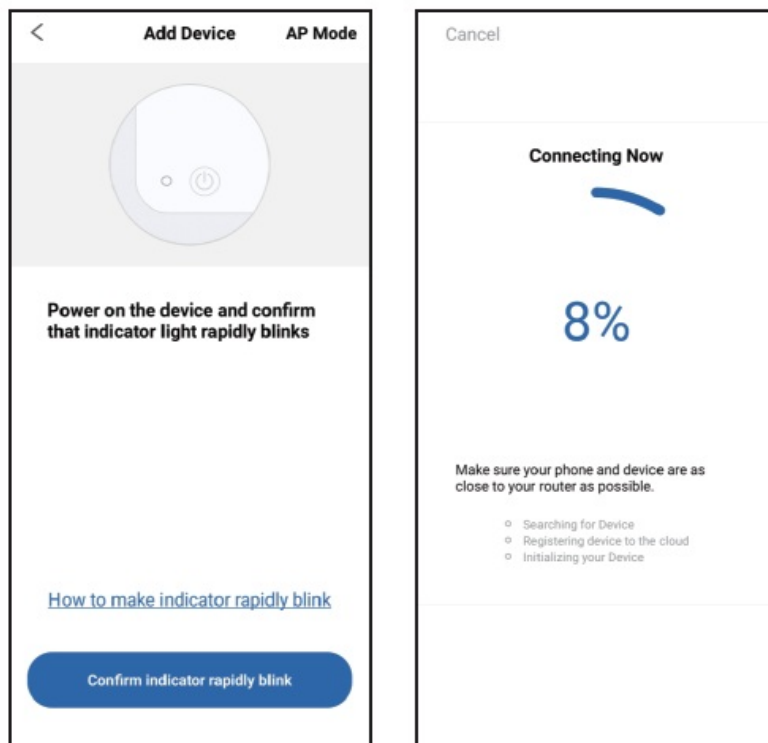 Add Device
AP Mode
Power on the device and confirm
that indicator light rapidly blinks
How to make indicator rapidly blink
Confirm indicator rapidly blink
Cancel
Connecting Now
8%
Make sure your phone and device are as
close to your router as possible.
Searching for Device
Registering device to the cloud
Initializing your Device